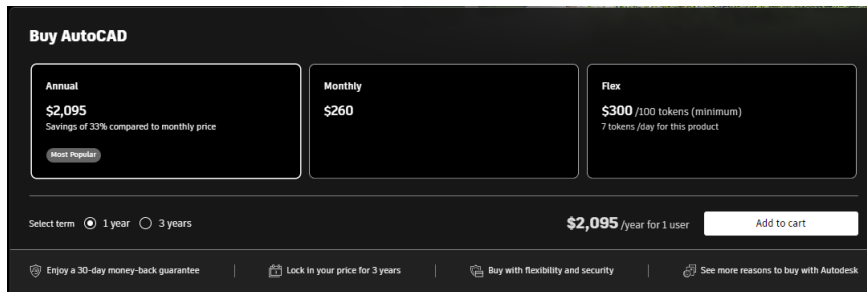 Buy AutoCAD
Annual
$2,095
Savings of 33% compared to monthly price
Most Popular
Monthly
$260
Flex
$300 /100 tokens (minimum)
7 tokens /day for this product
Select term 1 year 3 years
$2,095 /year for 1 user
Add to cart
Enjoy a 30-day money-back guarantee
Lock in your price for 3 years
Buy with flexibility and security
See more reasons to buy with Autodesk